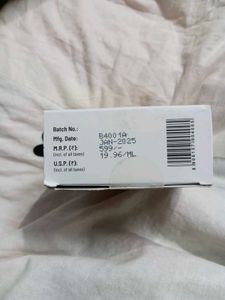 Batch No.: B4001A
Mfg. Date: JAN-2025
M.R.P. (₹): 599/-
(Incl. of all taxes) 19.96/ML
U.S.P. (₹):
(Incl. of all taxes)